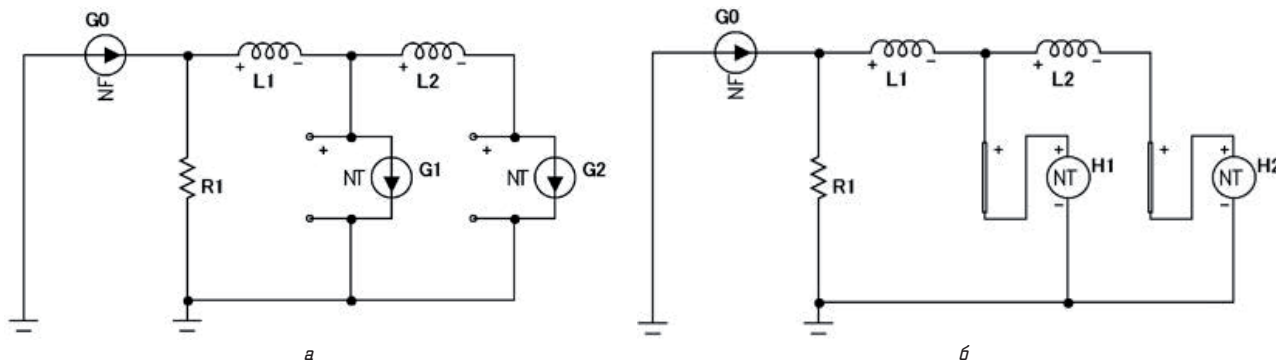 G0
NF
+ L1 -
+ L2 -
R1
+
NT G1
+
NT G2
а
G0
NF
+ L1 -
+ L2 -
R1
+
+ NT - H1
+
+ NT - H2
б